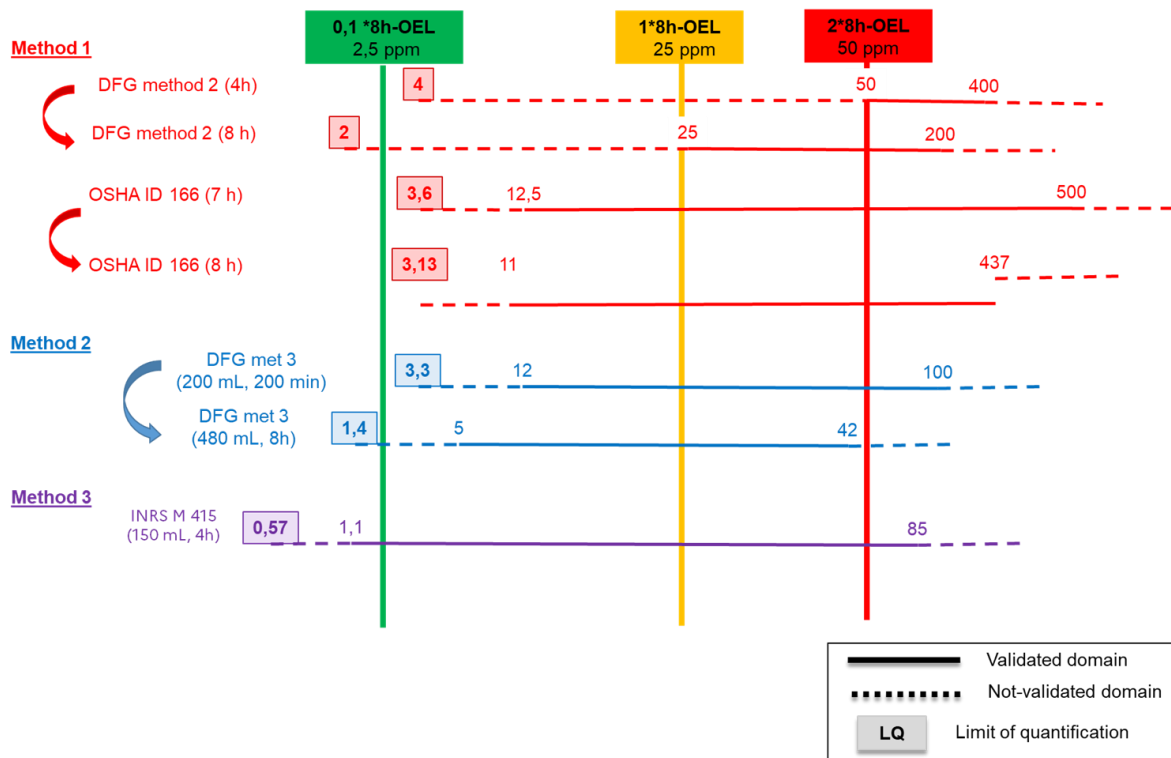 0,1 *8h-OEL
2,5 ppm
1*8h-OEL
25 ppm
2*8h-OEL
50 ppm
Method 1
DFG method 2 (4h)
4
50
400
DFG method 2 (8 h)
2
25
200
OSHA ID 166 (7 h)
3,6
12,5
500
OSHA ID 166 (8 h)
3,13
11
437
Method 2
DFG met 3
(200 mL, 200 min)
3,3
12
100
DFG met 3
(480 mL, 8h)
1,4
5
42
Method 3
INRS M 415
(150 mL, 4h)
0,57
1,1
85
Validated domain
Not-validated domain
LQ
Limit of quantification